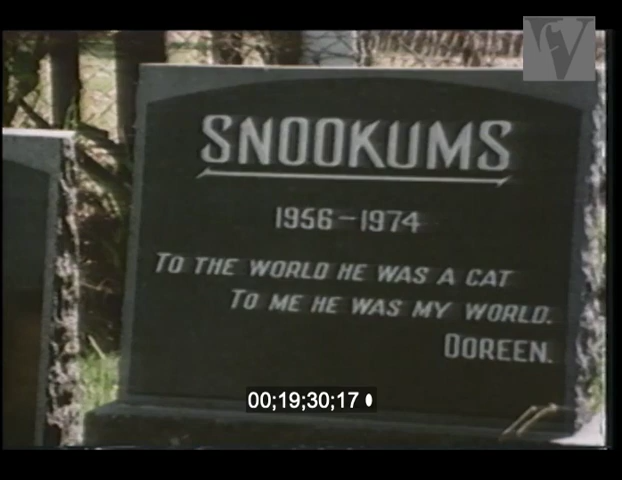 SNOOKUMS
1956-1974
TO THE WORLD HE WAS A CAT
TO ME HE WAS MY WORLD.
DOREEN.
00;19;30;17